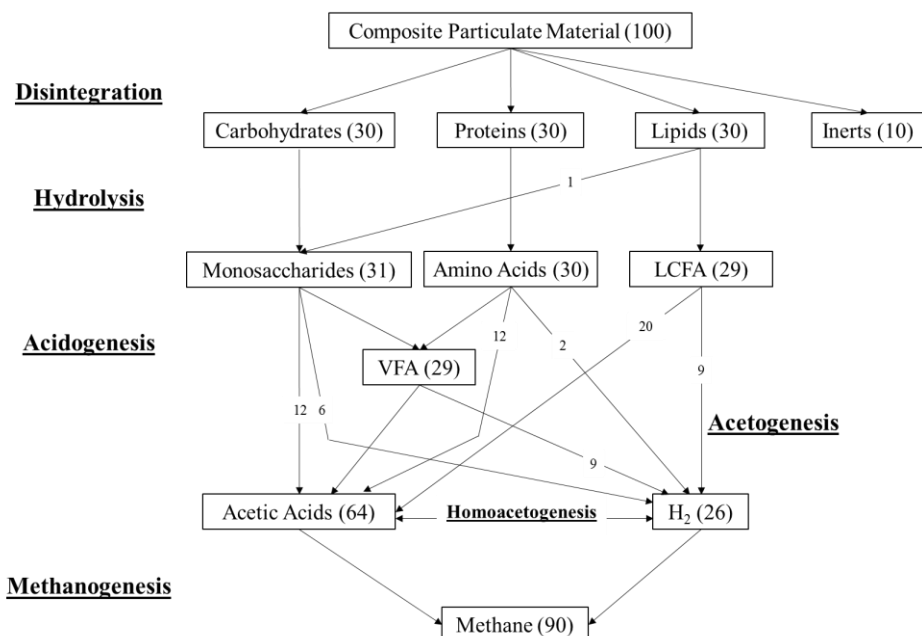 Composite Particulate Material (100)
Disintegration
Carbohydrates (30)
Proteins (30)
Lipids (30)
Inerts (10)
1
Hydrolysis
Monosaccharides (31)
Amino Acids (30)
LCFA (29)
Acidogenesis
12
2
20
9
VFA (29)
12
6
Acetogenesis
9
Acetic Acids (64)
Homoacetogenesis
H₂ (26)
Methanogenesis
Methane (90)